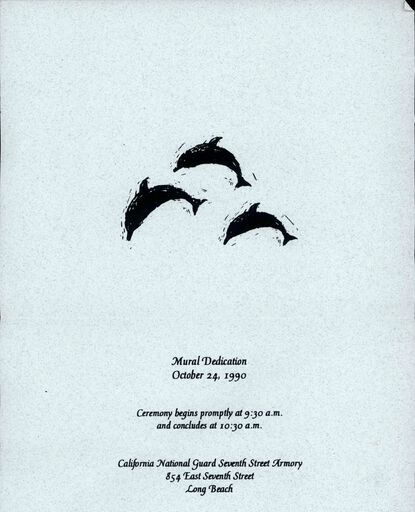 Mural Dedication
October 24, 1990
Ceremony begins promptly at 9:30 a.m.
and concludes at 10:30 a.m.
California National Guard Seventh Street Armory
854 East Seventh Street
Long Beach